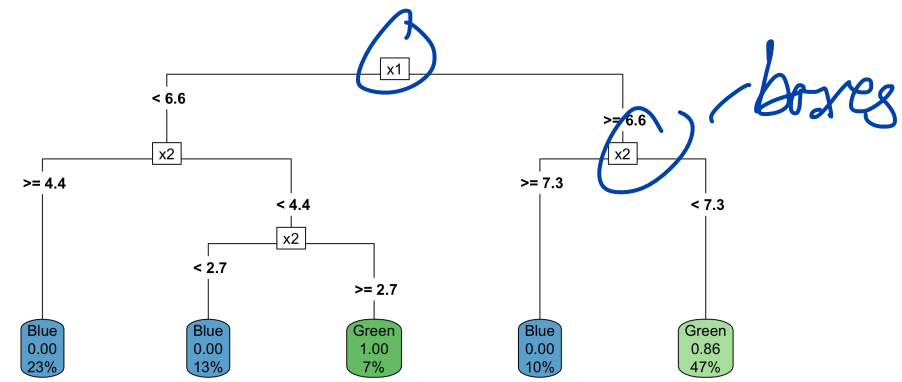 x1
boxes
< 6.6
>= 6.6
x2
x2
>= 4.4
>= 7.3
< 4.4
< 7.3
x2
< 2.7
>= 2.7
Blue
0.00
23%
Blue
0.00
13%
Green
1.00
7%
Blue
0.00
10%
Green
0.86
47%